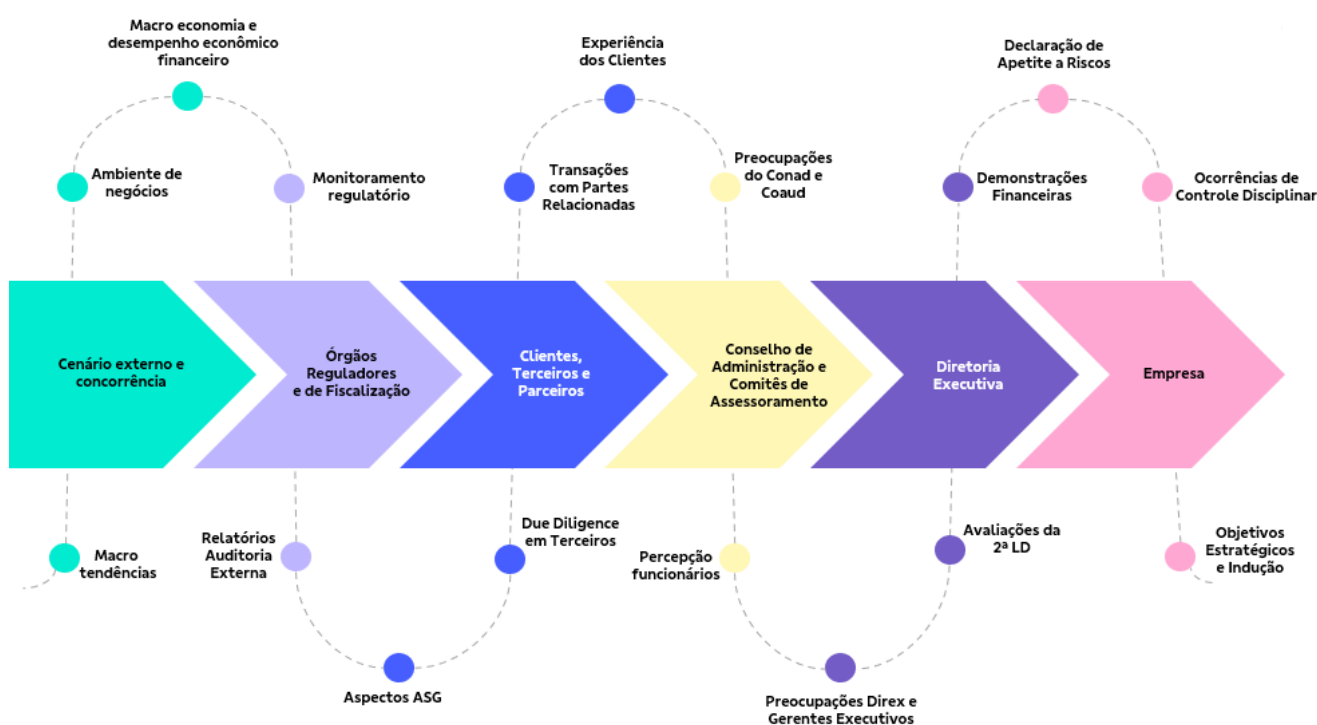 Macro economia e
desempenho econômico
financeiro
Experiência
dos Clientes
Declaração de
Apetite a Riscos
Ambiente de
negócios
Monitoramento
regulatório
Transações
com Partes
Relacionadas
Preocupações
do Conad e
Coaud
Demonstrações
Financeiras
Ocorrências de
Controle Disciplinar
Cenário externo e
concorrência
Órgãos
Reguladores
e de Fiscalização
Clientes,
Terceiros e
Parceiros
Conselho de
Administração e
Comitês de
Assessoramento
Diretoria
Executiva
Empresa
Macro
tendências
Relatórios
Auditoria
Externa
Due Diligence
em Terceiros
Percepção
funcionários
Avaliações da
2ª LD
Objetivos
Estratégicos
e Indução
Aspectos ASG
Preocupações Direx e
Gerentes Executivos